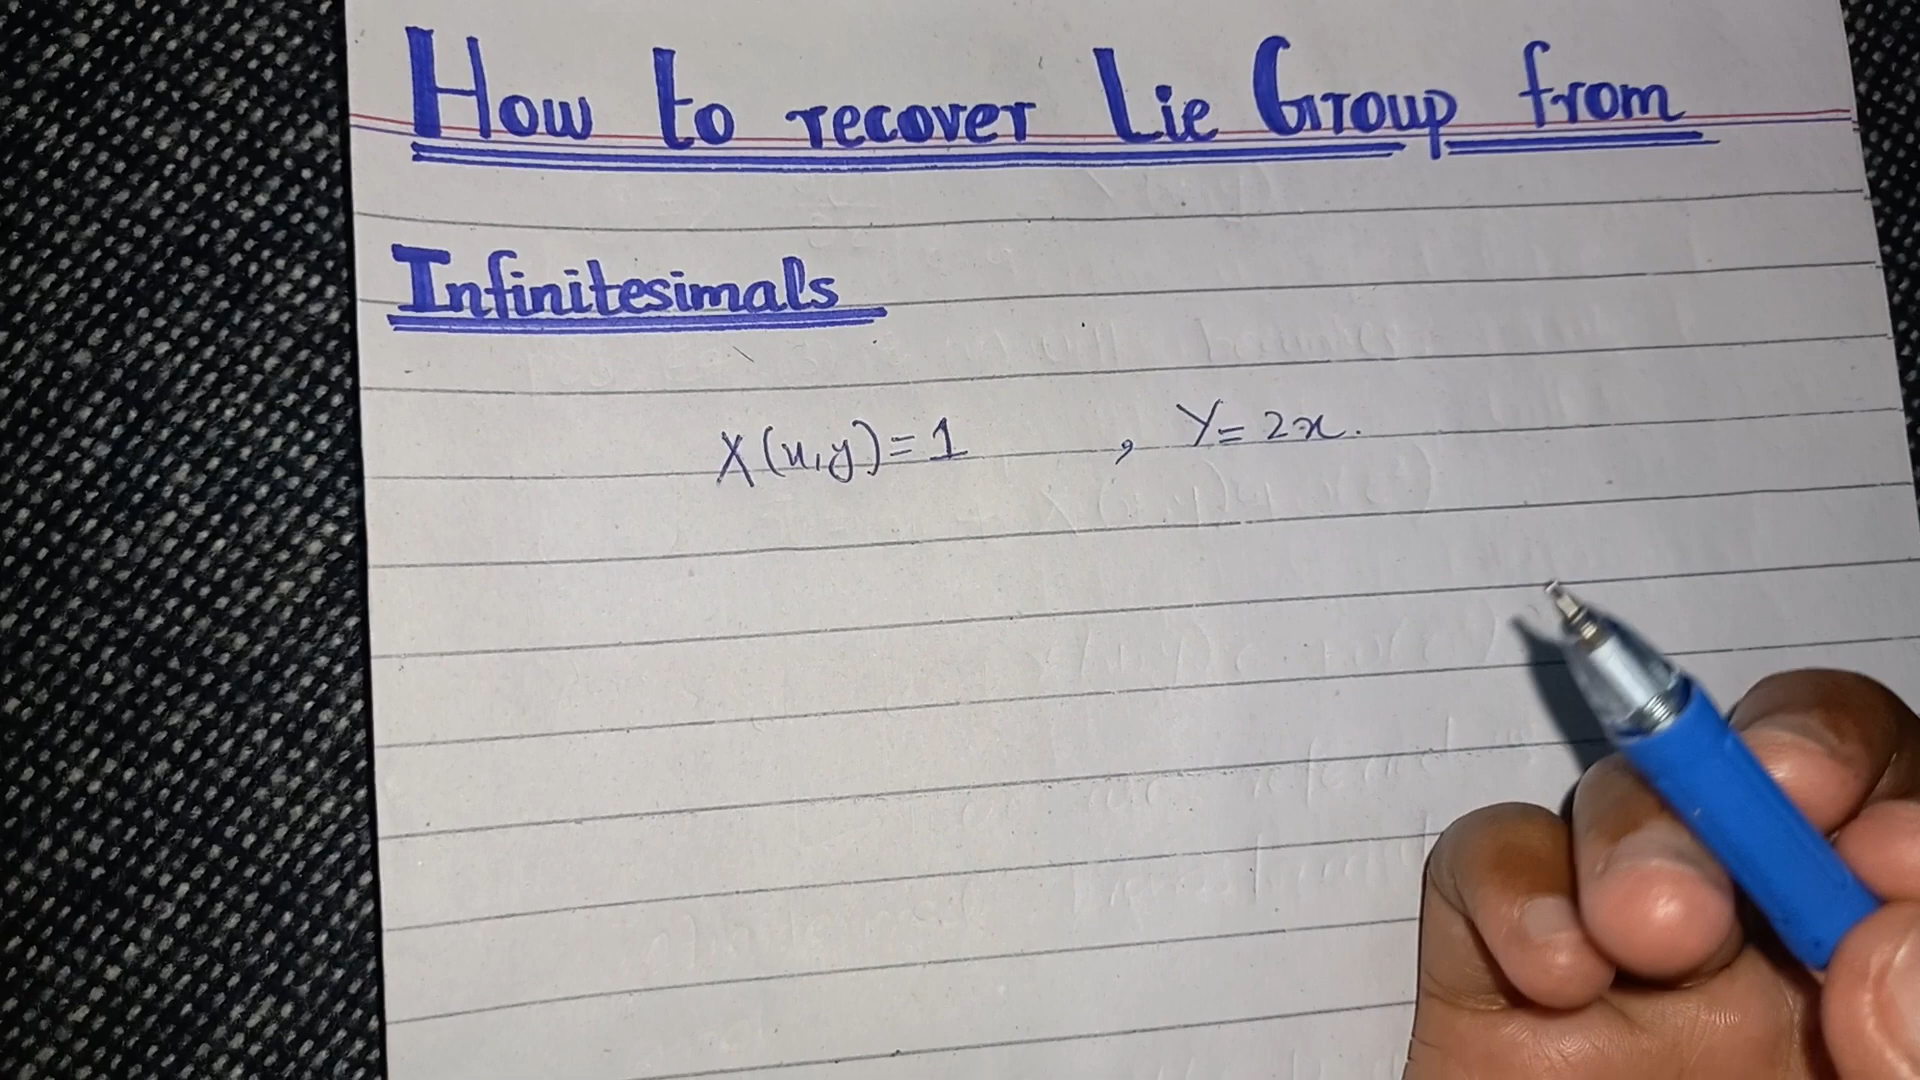 How to recover Lie Group from
Infinitesimals
X(x,y)=1 , Y=2x.